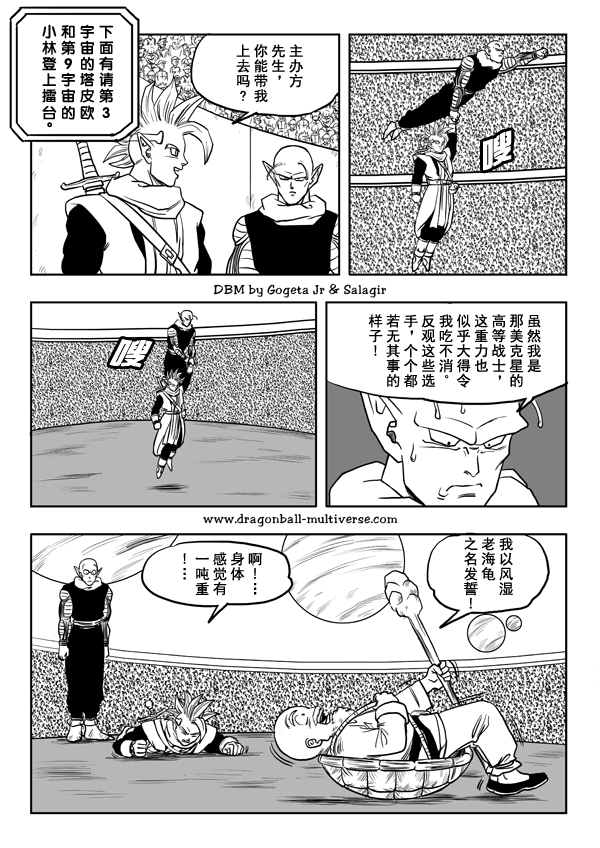 下面有请第3
宇宙的塔皮欧
和第9宇宙的
小林登上擂台。
主办方
先生，
你能带我
上去吗？
嗖
DBM by Gogeta Jr & Salagir
嗖
虽然我是
那美克星的
高等战士，
这重力也
似乎大得令
我吃不消。
反观这些选
手，个个都
若无其事的
样子！
www.dragonball-multiverse.com
啊！…
身体
感觉有
一吨重
！…
我以风湿
老海龟
之名发誓！